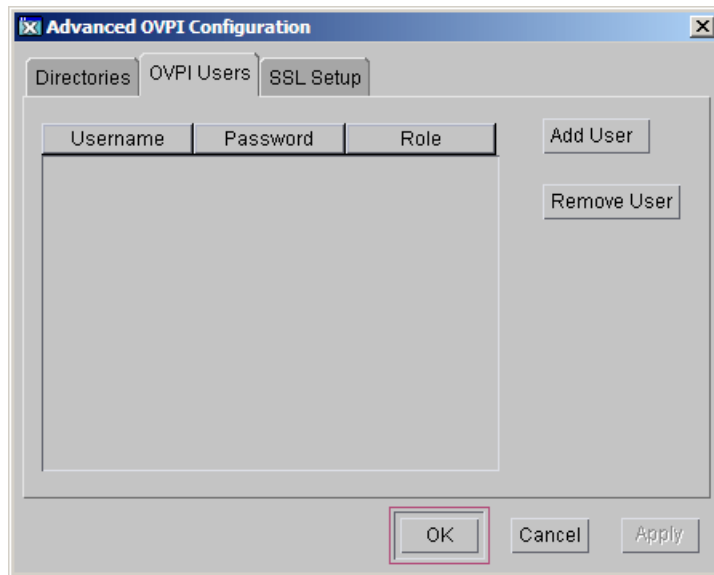 Advanced OVPI Configuration
Directories OVPI Users SSL Setup
Username Password Role
Add User
Remove User
OK Cancel Apply